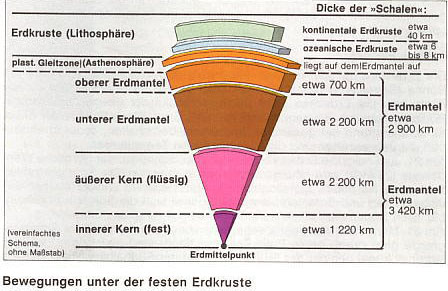 Dicke der »Schalen«:
Erdkruste (Lithosphäre)
kontinentale Erdkruste
etwa
40 km
ozeanische Erdkruste
etwa 6
bis 8 km
plast. Gleitzone)(Asthenosphäre)
liegt auf dem!Erdmantel auf
oberer Erdmantel
etwa 700 km
unterer Erdmantel
etwa 2 200 km
Erdmantel
etwa
2 900 km
äußerer Kern (flüssig)
etwa 2 200 km
Erdmantel
etwa
3 420 km
innerer Kern (fest)
etwa 1 220 km
(vereinfachtes
Schema,
ohne Maßstab)
Erdmittelpunkt
Bewegungen unter der festen Erdkruste